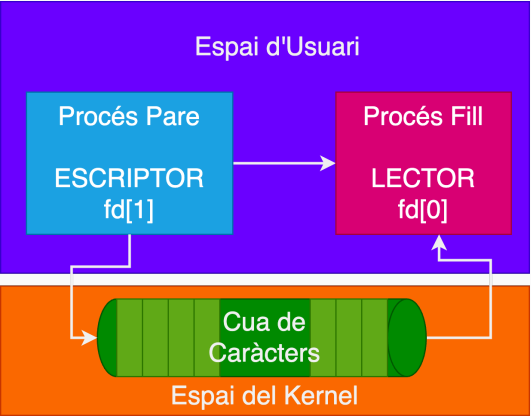 Espai d'Usuari
Procés Pare
ESCRIPTOR
fd[1]
Procés Fill
LECTOR
fd[0]
Cua de
Caràcters
Espai del Kernel